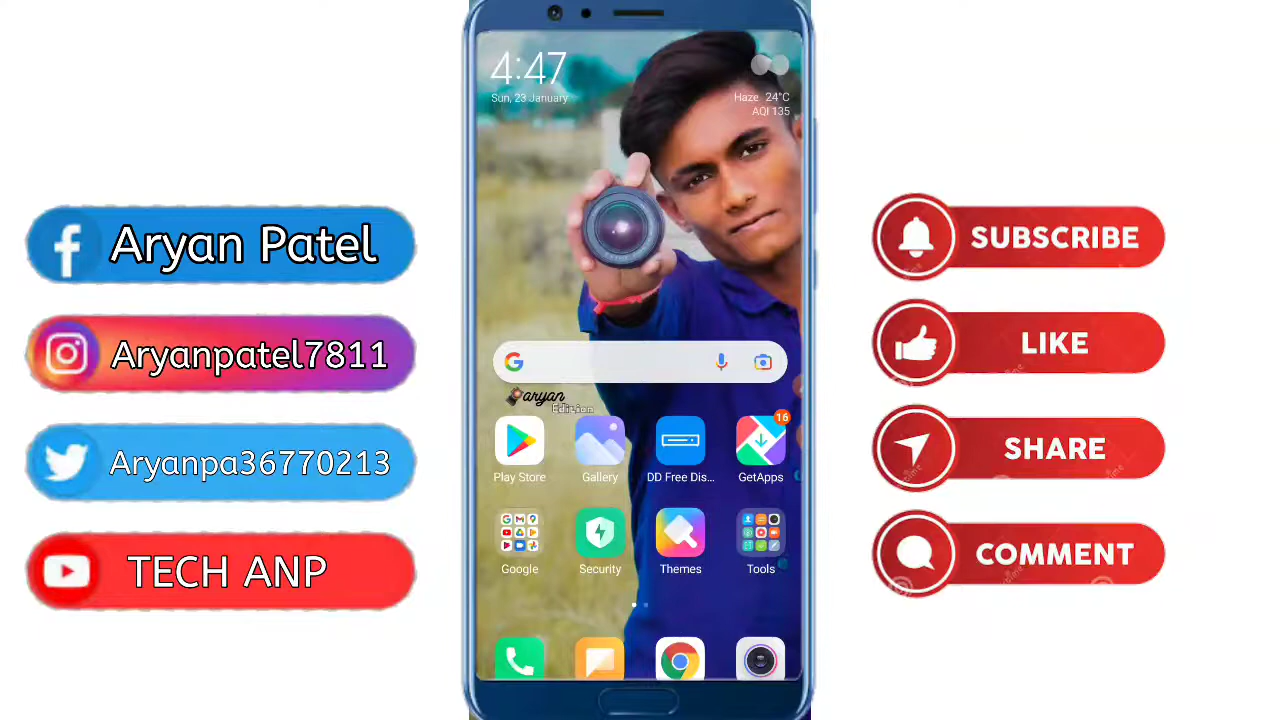 Aryan Patel
Aryanpatel7811
Aryanpa36770213
TECH ANP
4:47
Sun, 23 January
Haze 24°C
AQI 135
aryan
Edition
16
Play Store
Gallery
DD Free Dis...
GetApps
Google
Security
Themes
Tools
SUBSCRIBE
LIKE
SHARE
COMMENT